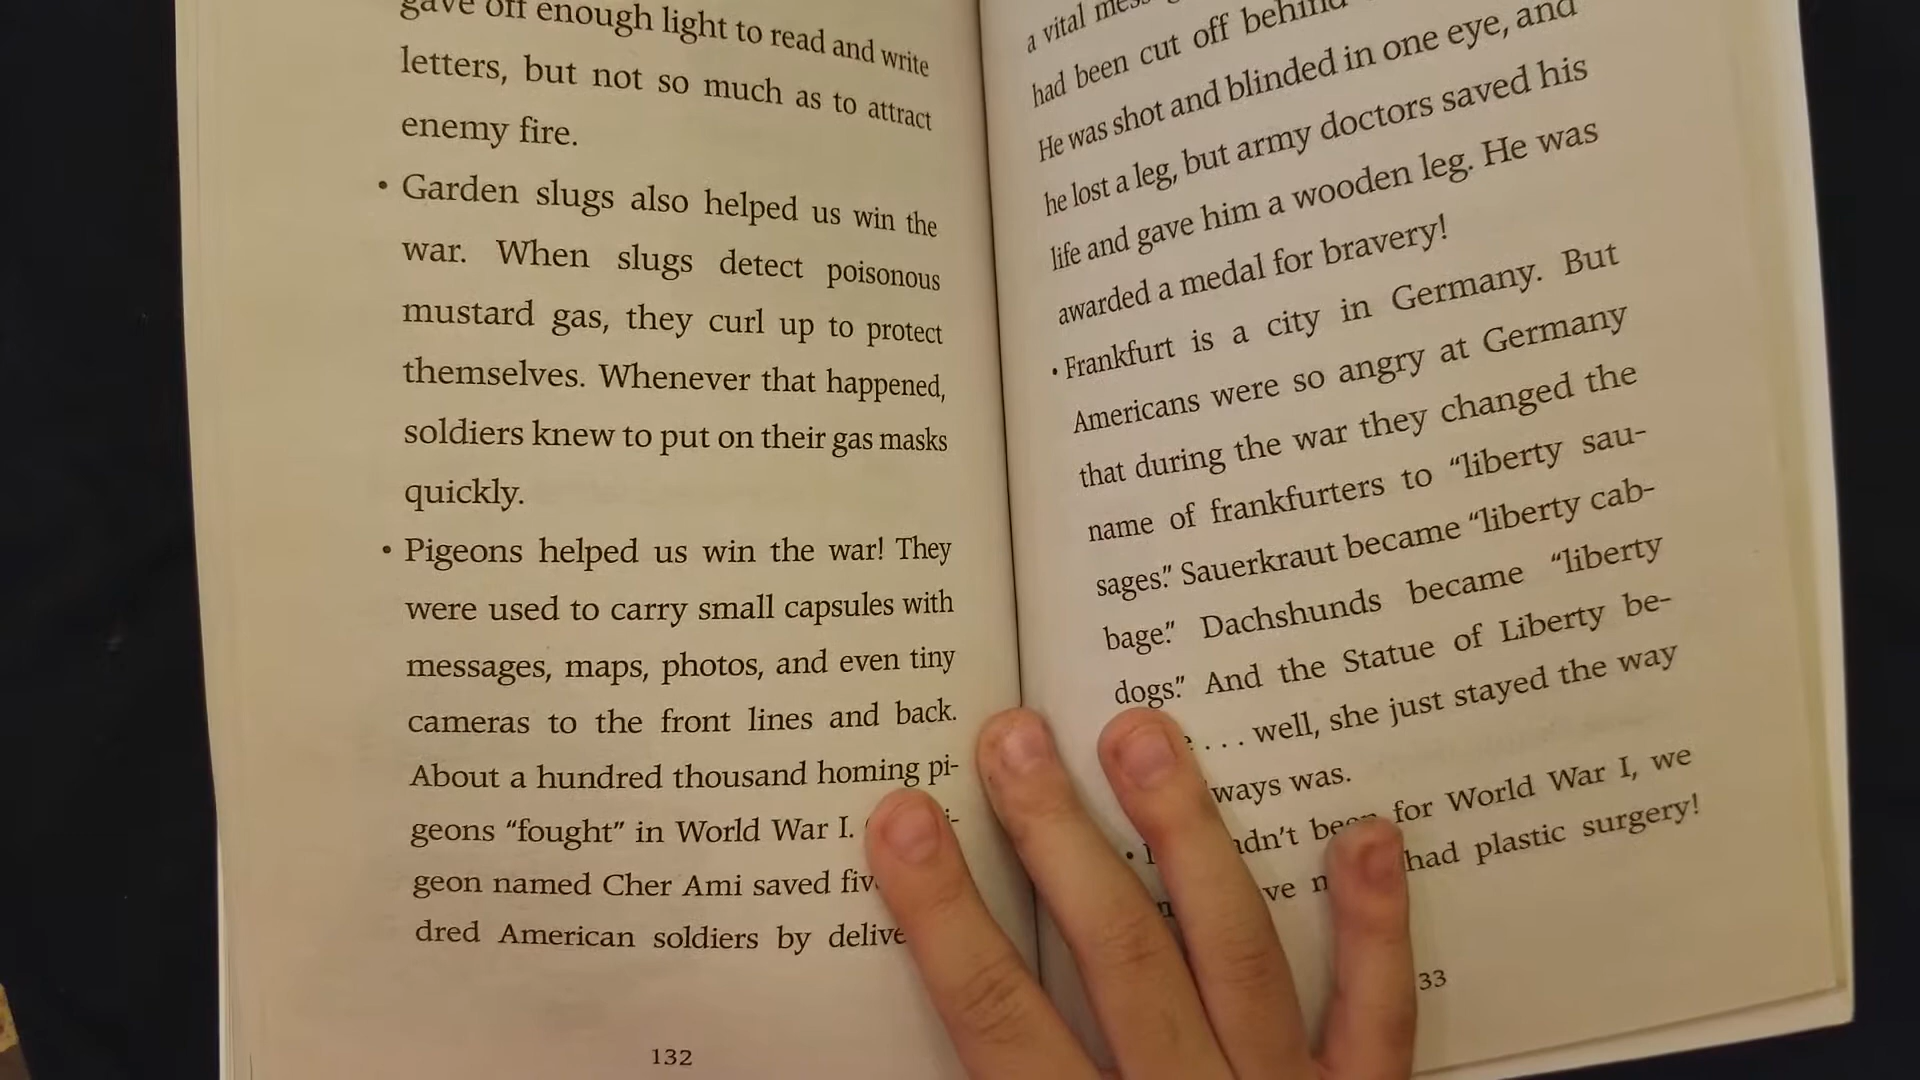 gave off enough light to read and write
letters, but not so much as to attract
enemy fire.
• Garden slugs also helped us win the
war. When slugs detect poisonous
mustard gas, they curl up to protect
themselves. Whenever that happened,
soldiers knew to put on their gas masks
quickly.
• Pigeons helped us win the war! They
were used to carry small capsules with
messages, maps, photos, and even tiny
cameras to the front lines and back.
About a hundred thousand homing pi-
geons “fought” in World War I.
geon named Cher Ami saved
dred American soldiers by
132
a vital
had been cut off behind
He was shot and blinded in one eye, and
he lost a leg, but army doctors saved his
life and gave him a wooden leg. He was
awarded a medal for bravery!
• Frankfurt is a city in Germany. But
Americans were so angry at Germany
that during the war they changed the
name of frankfurters to “liberty sau-
sages.” Sauerkraut became “liberty cab-
bage.” Dachshunds became “liberty
dogs.” And the Statue of Liberty be-
. . . well, she just stayed the way
was.
• been for World War I, we
had plastic surgery!
33